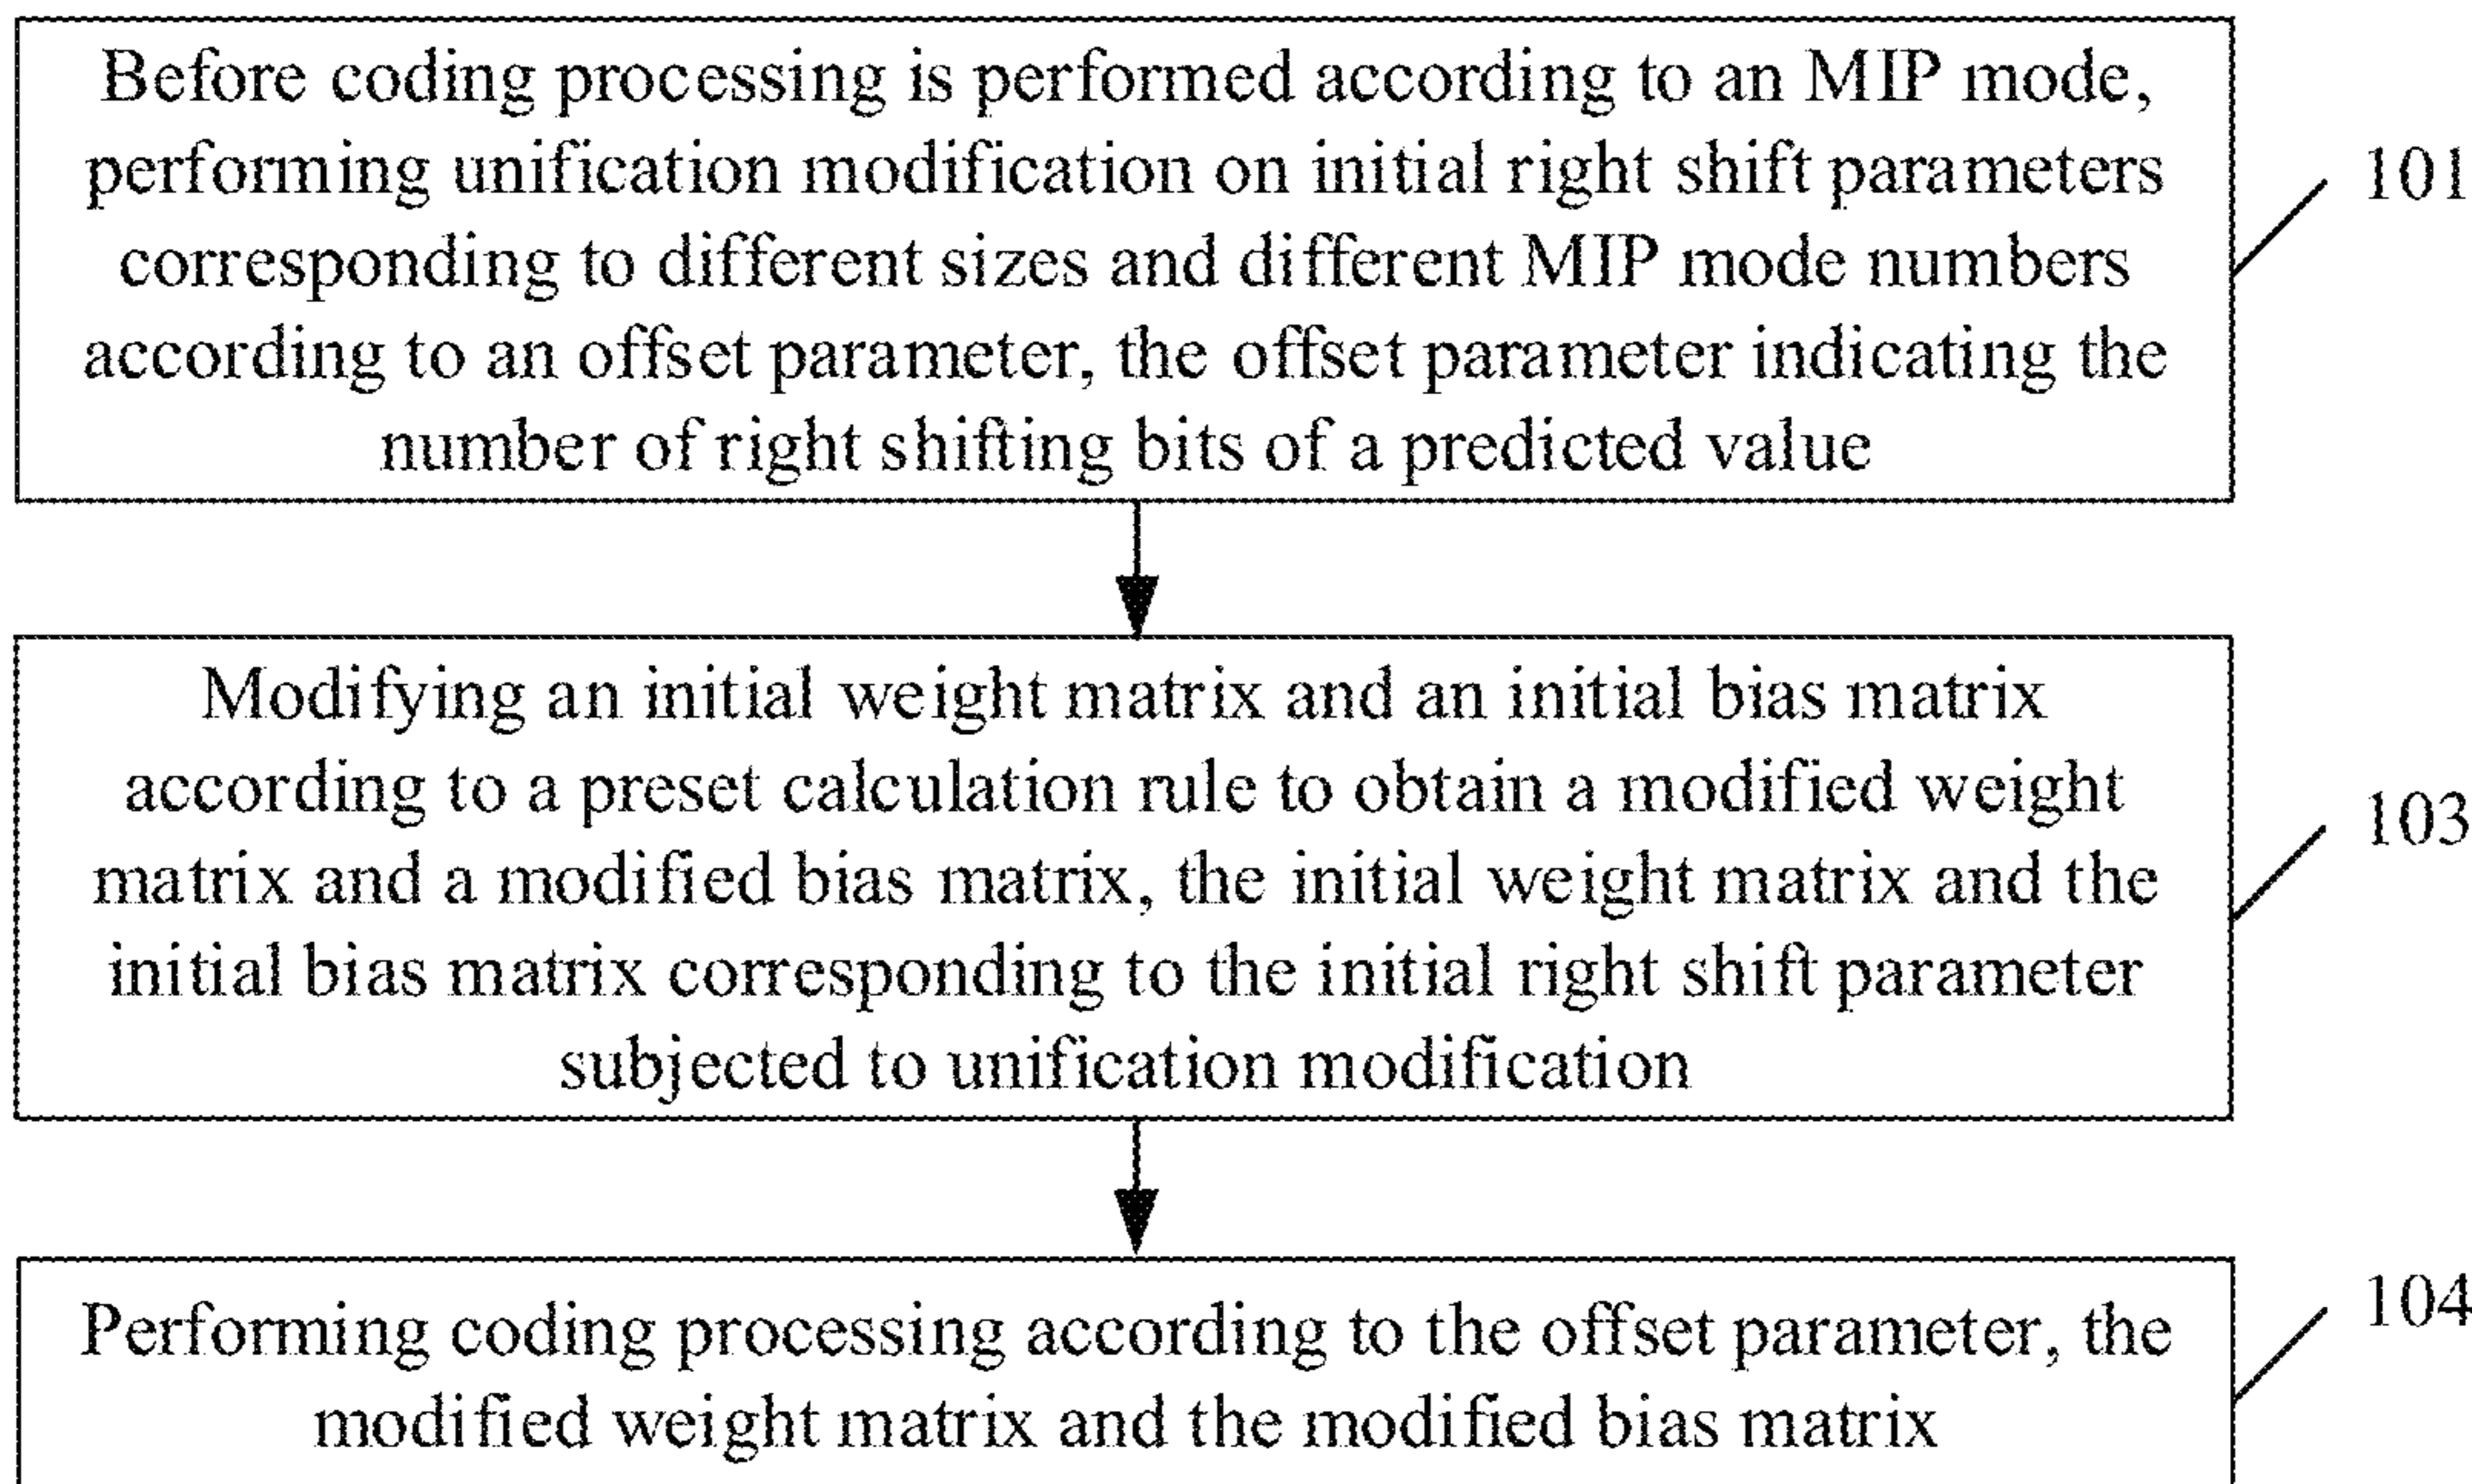 Before coding processing is performed according to an MIP mode,
performing unification modification on initial right shift parameters
corresponding to different sizes and different MIP mode numbers
according to an offset parameter, the offset parameter indicating the
number of right shifting bits of a predicted value
101
Modifying an initial weight matrix and an initial bias matrix
according to a preset calculation rule to obtain a modified weight
matrix and a modified bias matrix, the initial weight matrix and the
initial bias matrix corresponding to the initial right shift parameter
subjected to unification modification
103
Performing coding processing according to the offset parameter, the
modified weight matrix and the modified bias matrix
104